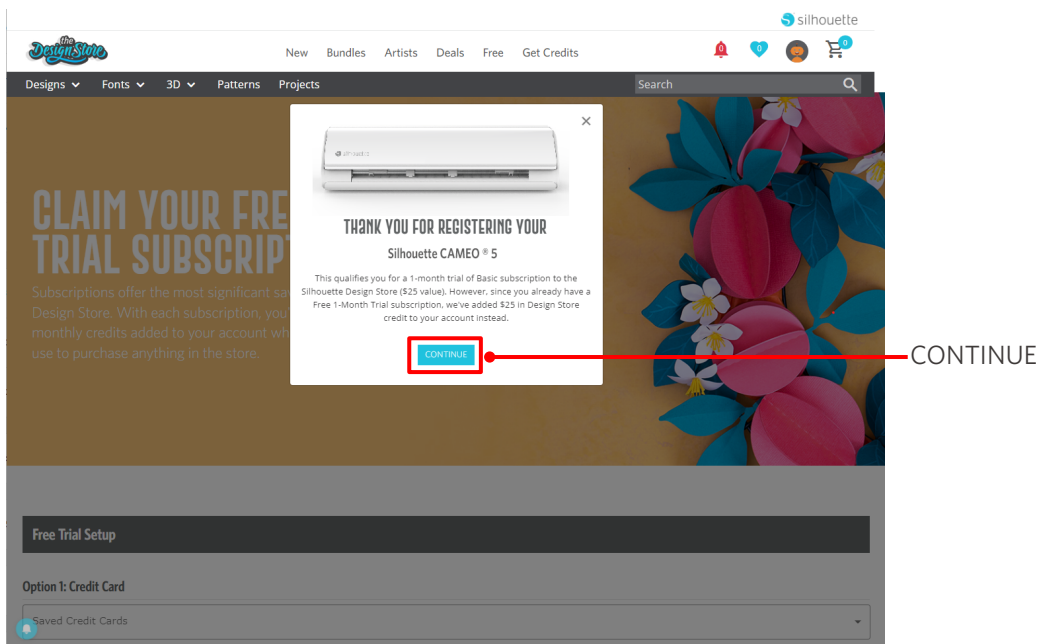 silhouette
the
Design Store
New Bundles Artists Deals Free Get Credits
0
0
0
Designs Fonts 3D Patterns Projects
Search
CLAIM YOUR FRE
TRIAL SUBSCRIP
Subscriptions offer the most significant sa
Design Store. With each subscription, you'
monthly credits added to your account wh
use to purchase anything in the store.
THANK YOU FOR REGISTERING YOUR
Silhouette CAMEO ® 5
This qualifies you for a 1-month trial of Basic subscription to the
Silhouette Design Store ($25 value). However, since you already have a
Free 1-Month Trial subscription, we've added $25 in Design Store
credit to your account instead.
CONTINUE
CONTINUE
Free Trial Setup
Option 1: Credit Card
Saved Credit Cards